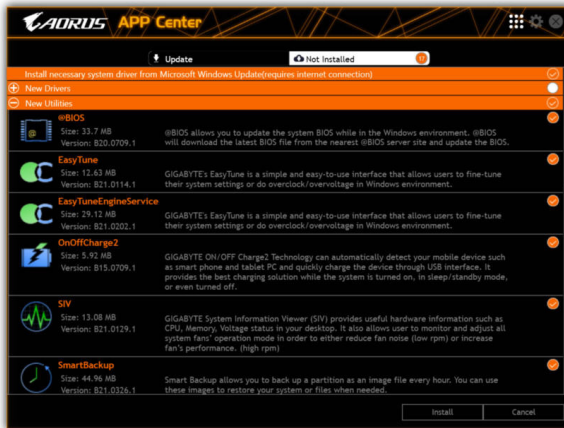 AORUS APP Center
Update
Not Installed
Install necessary system driver from Microsoft Windows Update(requires internet connection)
New Drivers
New Utilities
@BIOS
Size: 33.7 MB
Version: B20.0709.1
@BIOS allows you to update the system BIOS while in the Windows environment. @BIOS
will download the latest BIOS file from the nearest @BIOS server site and update the BIOS.
EasyTune
Size: 12.63 MB
Version: B21.0114.1
GIGABYTE's EasyTune is a simple and easy-to-use interface that allows users to fine-tune
their system settings or do overclock/overvoltage in Windows environment.
EasyTuneEngineService
Size: 29.12 MB
Version: B21.0202.1
GIGABYTE's EasyTune is a simple and easy-to-use interface that allows users to fine-tune
their system settings or do overclock/overvoltage in Windows environment.
OnOffCharge2
Size: 5.92 MB
Version: B15.0709.1
GIGABYTE ON/OFF Charge2 Technology can automatically detect your mobile device such
as smart phone and tablet PC and quickly charge the device through USB interface. It
provides the best charging solution while the system is turned on, in sleep/standby mode,
or even turned off.
SIV
Size: 13.08 MB
Version: B21.0129.1
GIGABYTE System Information Viewer (SIV) provides useful hardware information such as
CPU, Memory, Voltage status in your desktop. It also allows user to monitor and adjust all
system fans' operation mode in order to either reduce fan noise (low rpm) or increase
fan's performance. (high rpm)
SmartBackup
Size: 44.96 MB
Version: B21.0326.1
Smart Backup allows you to back up a partition as an image file every hour. You can use
these images to restore your system or files when needed.
Install
Cancel